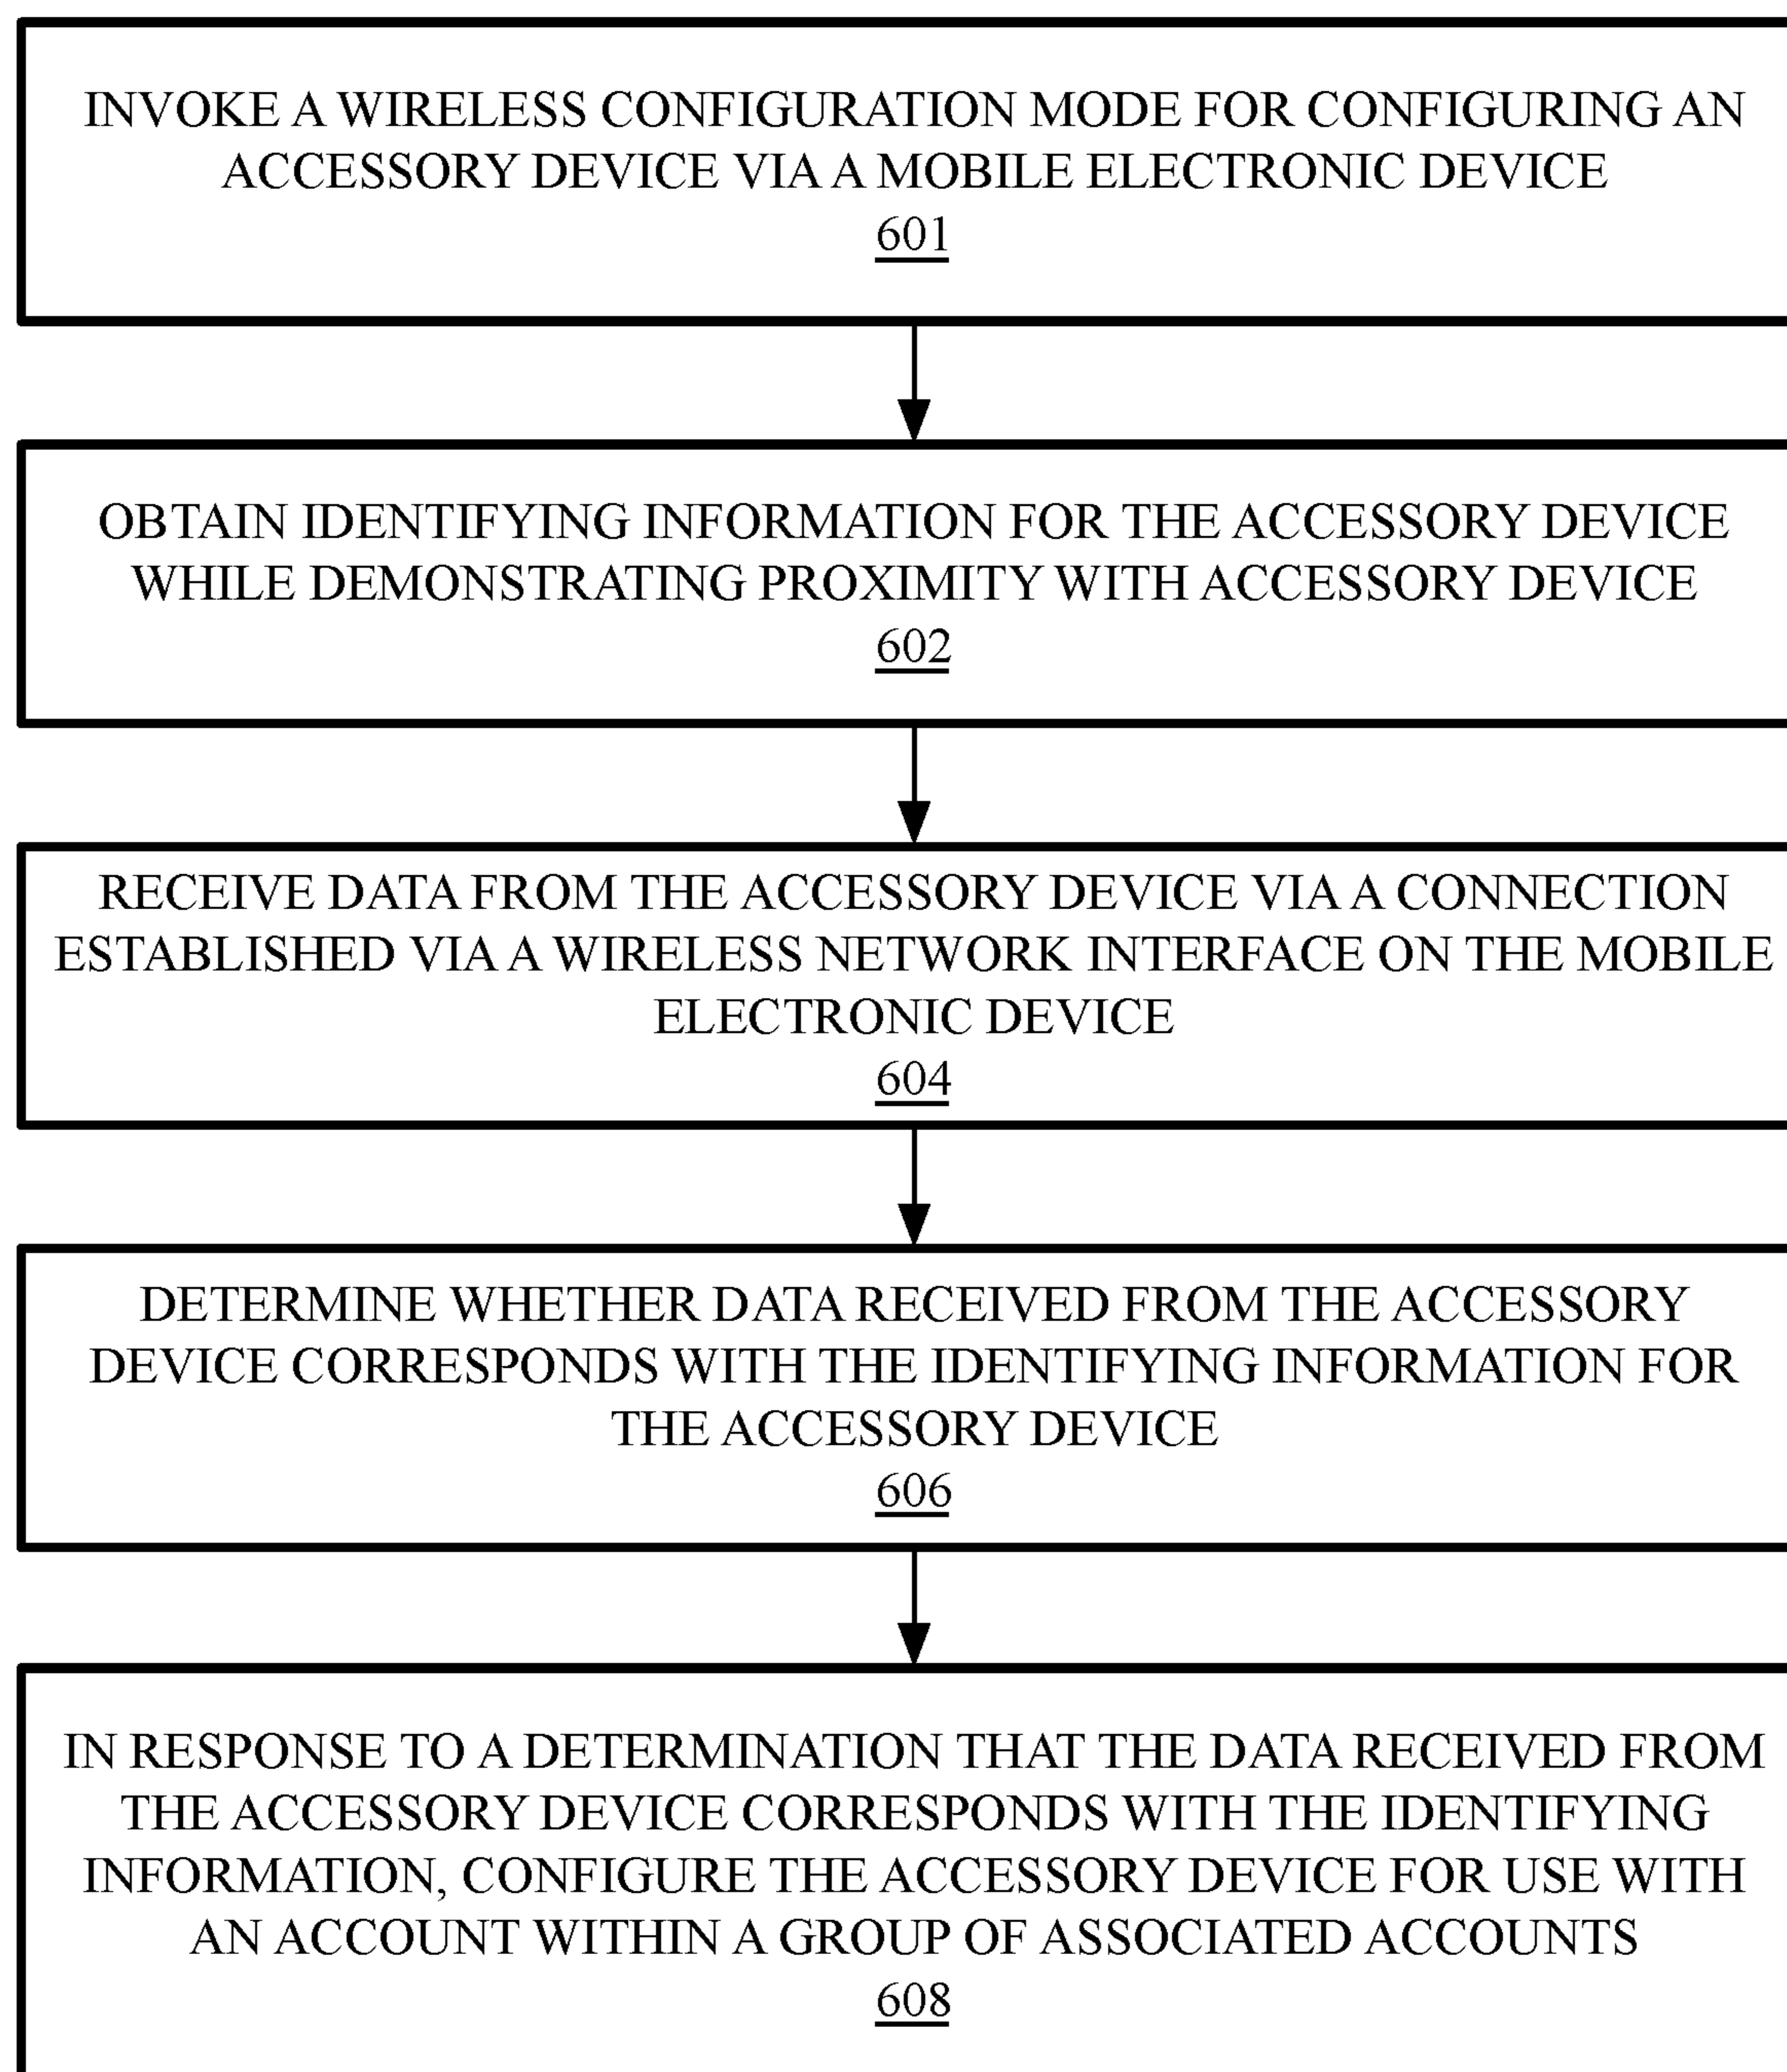 INVOKE A WIRELESS CONFIGURATION MODE FOR CONFIGURING AN
ACCESSORY DEVICE VIA A MOBILE ELECTRONIC DEVICE
601
OBTAIN IDENTIFYING INFORMATION FOR THE ACCESSORY DEVICE
WHILE DEMONSTRATING PROXIMITY WITH ACCESSORY DEVICE
602
RECEIVE DATA FROM THE ACCESSORY DEVICE VIA A CONNECTION
ESTABLISHED VIA A WIRELESS NETWORK INTERFACE ON THE MOBILE
ELECTRONIC DEVICE
604
DETERMINE WHETHER DATA RECEIVED FROM THE ACCESSORY
DEVICE CORRESPONDS WITH THE IDENTIFYING INFORMATION FOR
THE ACCESSORY DEVICE
606
IN RESPONSE TO A DETERMINATION THAT THE DATA RECEIVED FROM
THE ACCESSORY DEVICE CORRESPONDS WITH THE IDENTIFYING
INFORMATION, CONFIGURE THE ACCESSORY DEVICE FOR USE WITH
AN ACCOUNT WITHIN A GROUP OF ASSOCIATED ACCOUNTS
608